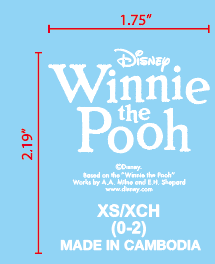 1.75"
2.19"
Disney
Winnie
the
Pooh
©Disney.
Based on the "Winnie the Pooh"
Works by A.A. Milne and E.H. Shepard
www.disney.com
XS/XCH
(0-2)
MADE IN CAMBODIA